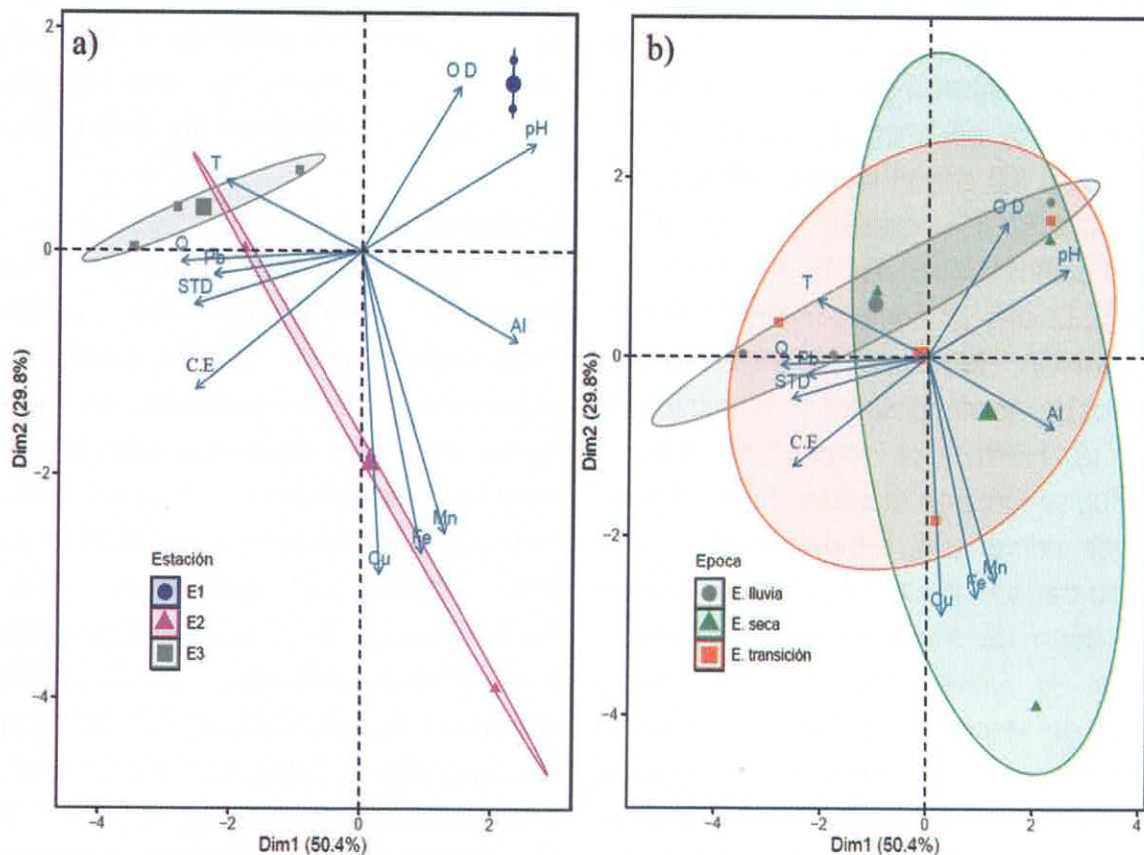 a)
2
0
−2
−4
Dim2 (29.8%)
O D
pH
T
Q
Pb
STD
C.E
Al
Mn
Fe
Cu
Estación
E1
E2
E3
−4
−2
0
2
Dim1 (50.4%)
b)
2
0
−2
−4
Dim2 (29.8%)
O D
pH
T
Q
Pb
STD
C.E
Al
Mn
Fe
Cu
Epoca
E. lluvia
E. seca
E. transición
−4
−2
0
2
4
Dim1 (50.4%)